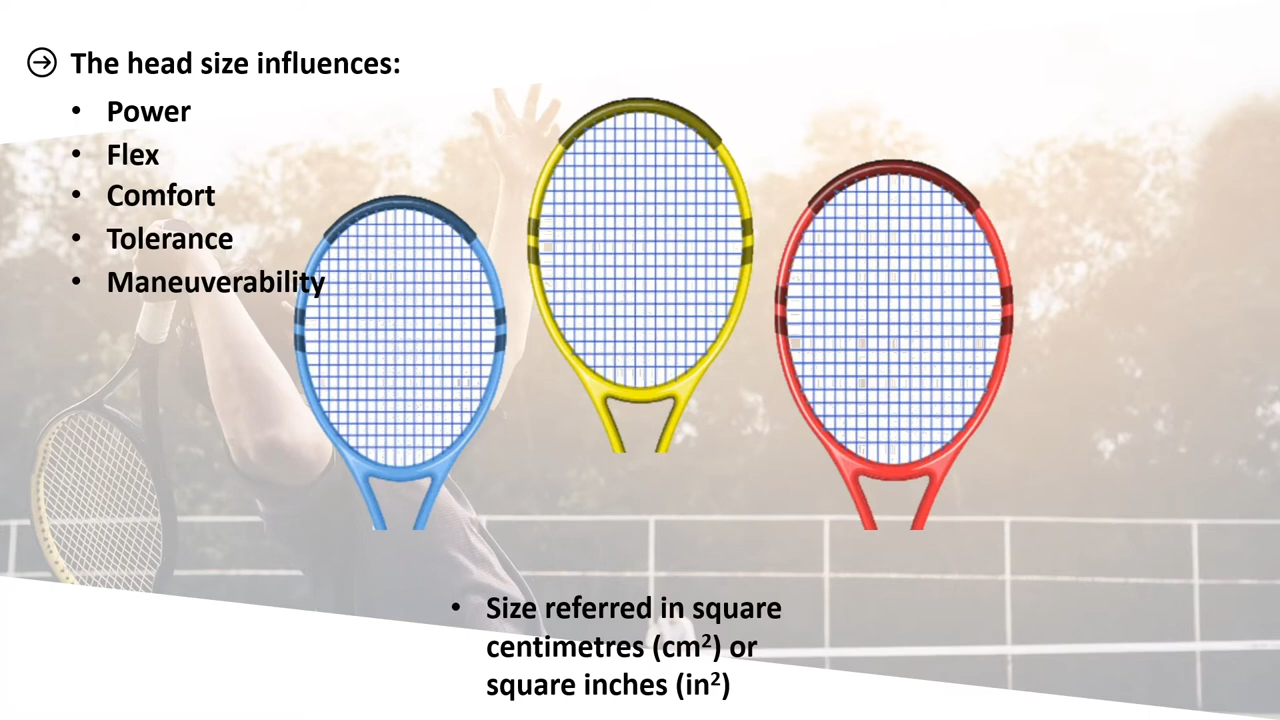 The head size influences:
• Power
• Flex
• Comfort
• Tolerance
• Maneuverability
• Size referred in square
centimetres (cm²) or
square inches (in²)